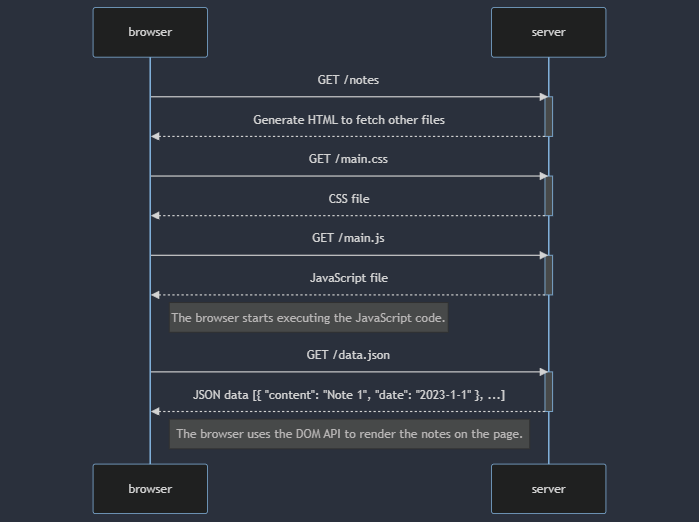 browser
server
GET /notes
Generate HTML to fetch other files
GET /main.css
CSS file
GET /main.js
JavaScript file
The browser starts executing the JavaScript code.
GET /data.json
JSON data [{ "content": "Note 1", "date": "2023-1-1" }, ...]
The browser uses the DOM API to render the notes on the page.
browser
server